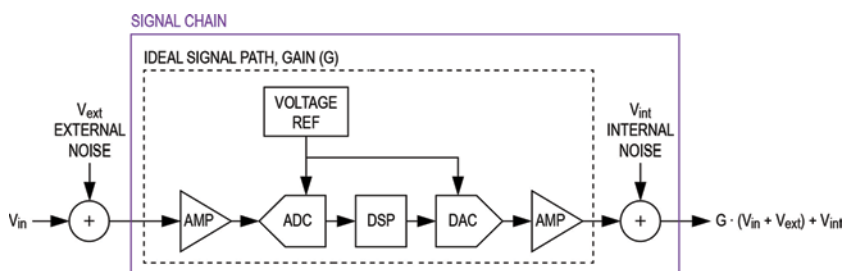 SIGNAL CHAIN
IDEAL SIGNAL PATH, GAIN (G)
VOLTAGE
REF
Vext
EXTERNAL
NOISE
Vint
INTERNAL
NOISE
Vin
+
AMP
ADC
DSP
DAC
AMP
+
G · (Vin + Vext) + Vint